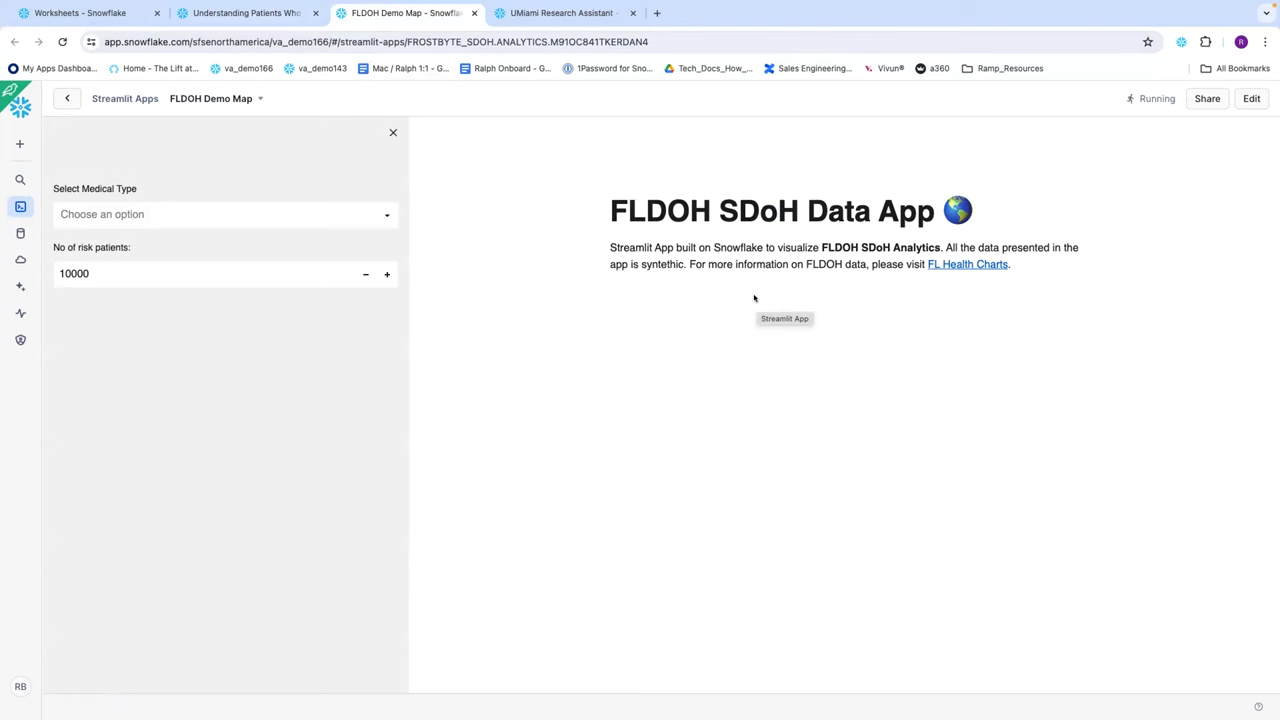 Worksheets - Snowflake
Understanding Patients Who
FLDOH Demo Map - Snowfla
UMiami Research Assistant -
app.snowflake.com/sfsenorthamerica/va_demo166/#/streamlit-apps/FROSTBYTE_SDOH.ANALYTICS.M91OC841TKERDAN4
R
My Apps Dashboa...
Home - The Lift at...
va_demo166
va_demo143
Mac / Ralph 1:1 - G...
Ralph Onboard - G...
1Password for Sno...
Tech_Docs_How_...
Sales Engineering...
Vivun®
a360
Ramp_Resources
All Bookmarks
Streamlit Apps
FLDOH Demo Map
Running
Share
Edit
Select Medical Type
Choose an option
No of risk patients:
10000
FLDOH SDoH Data App
Streamlit App built on Snowflake to visualize FLDOH SDoH Analytics. All the data presented in the
app is syntethic. For more information on FLDOH data, please visit FL Health Charts.
Streamlit App
RB